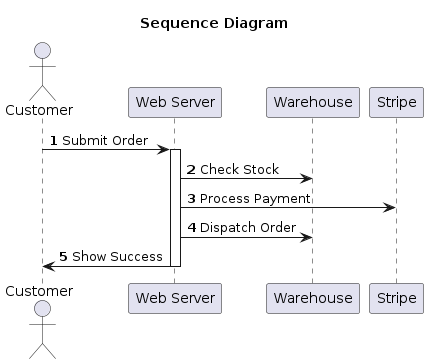 Sequence Diagram
Customer
Web Server
Warehouse
Stripe
1 Submit Order
2 Check Stock
3 Process Payment
4 Dispatch Order
5 Show Success
Customer
Web Server
Warehouse
Stripe